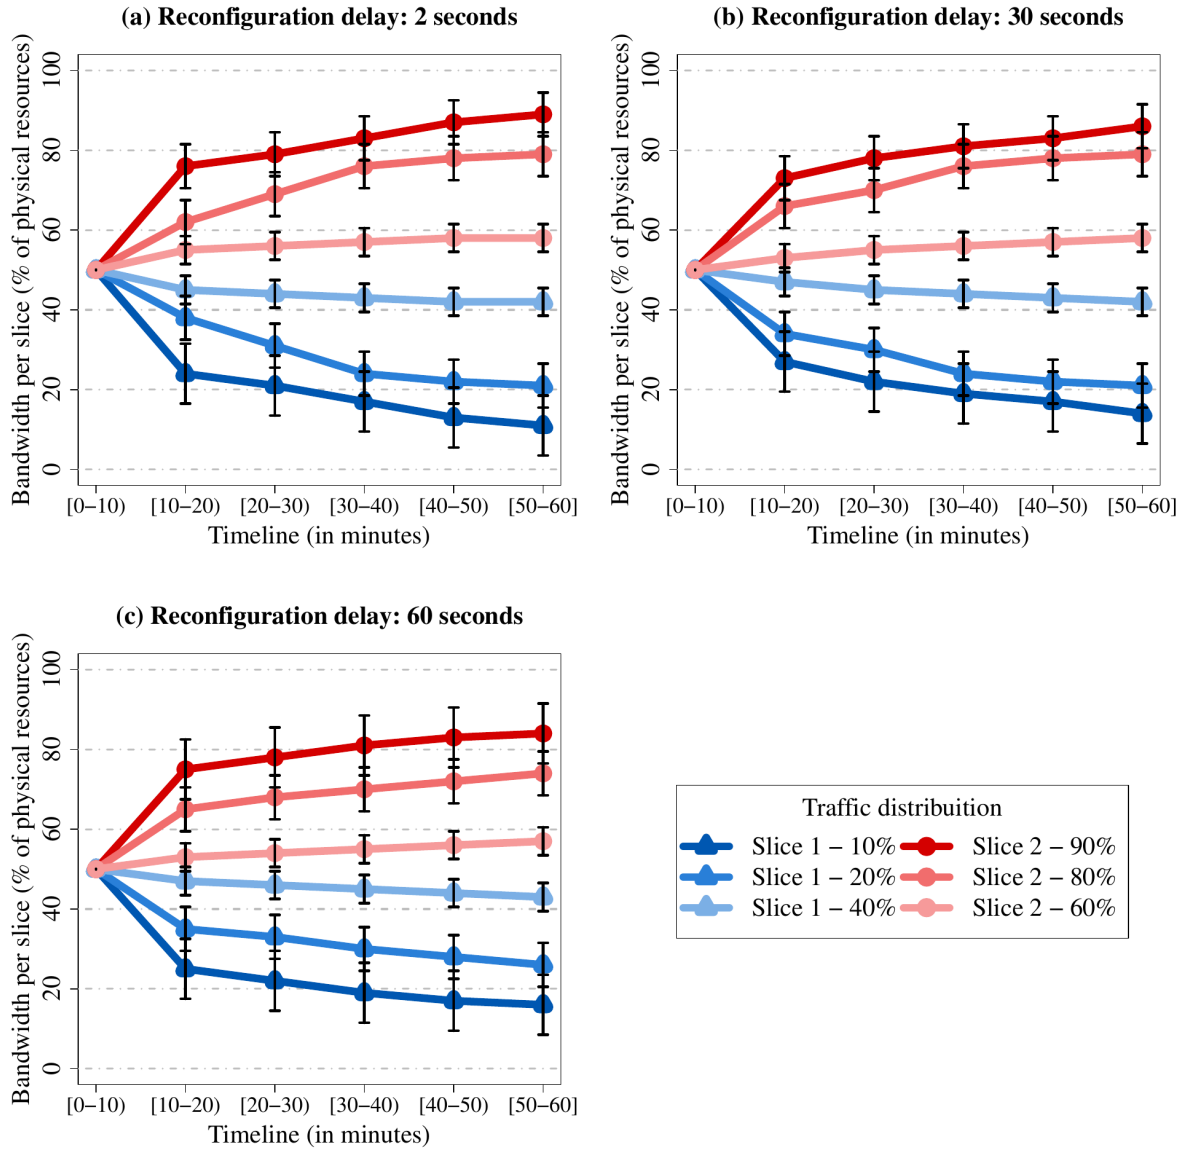 (a) Reconfiguration delay: 2 seconds
Bandwidth per slice (% of physical resources)
100
80
60
40
20
0
[0–10)
[10–20)
[20–30)
[30–40)
[40–50)
[50–60]
Timeline (in minutes)
(b) Reconfiguration delay: 30 seconds
Bandwidth per slice (% of physical resources)
100
80
60
40
20
0
[0–10)
[10–20)
[20–30)
[30–40)
[40–50)
[50–60]
Timeline (in minutes)
(c) Reconfiguration delay: 60 seconds
Bandwidth per slice (% of physical resources)
100
80
60
40
20
0
[0–10)
[10–20)
[20–30)
[30–40)
[40–50)
[50–60]
Timeline (in minutes)
Traffic distribuition
Slice 1 – 10%
Slice 2 – 90%
Slice 1 – 20%
Slice 2 – 80%
Slice 1 – 40%
Slice 2 – 60%